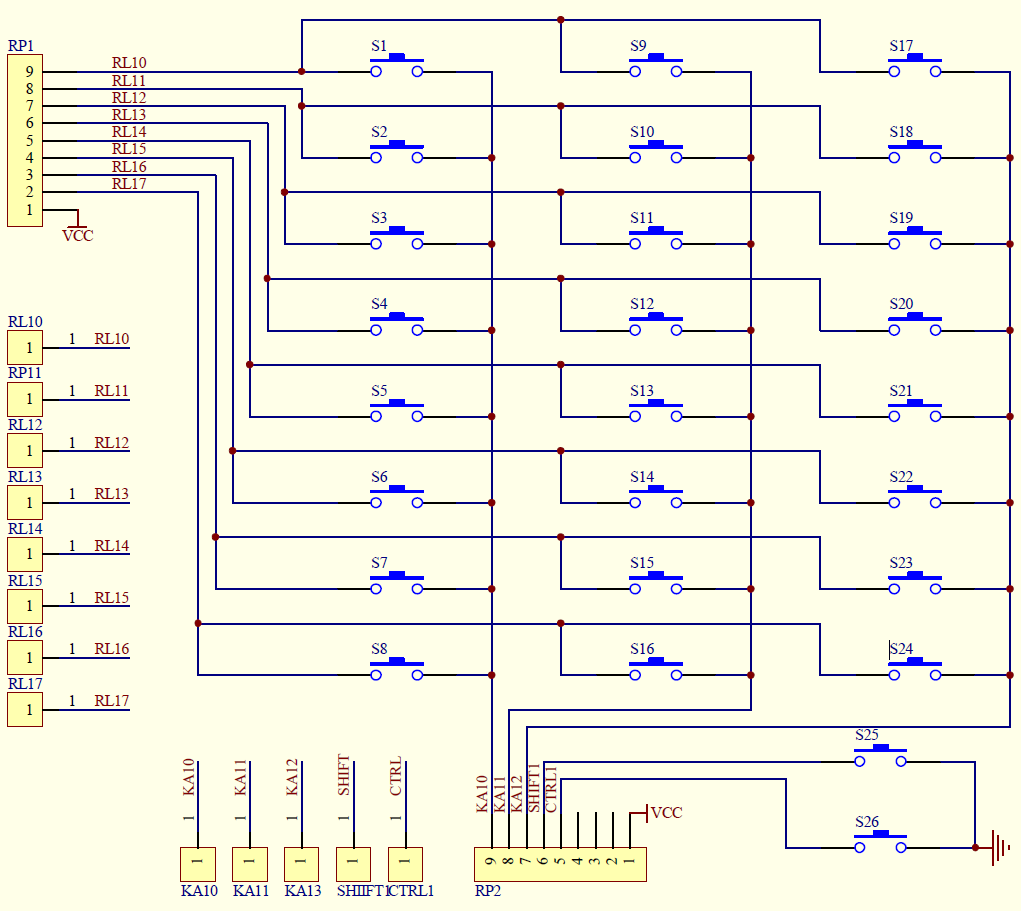 RP1
9 RL10
8 RL11
7 RL12
6 RL13
5 RL14
4 RL15
3 RL16
2 RL17
1
VCC
S1 S9 S17
S2 S10 S18
S3 S11 S19
S4 S12 S20
S5 S13 S21
S6 S14 S22
S7 S15 S23
S8 S16 S24
RL10
1 1 RL10
RP11
1 1 RL11
RL12
1 1 RL12
RL13
1 1 RL13
RL14
1 1 RL14
RL15
1 1 RL15
RL16
1 1 RL16
RL17
1 1 RL17
S25
S26
KA10 KA11 KA12 SHIFT CTRL
1 1 1 1 1
1 1 1 1 1
KA10 KA11 KA13 SHIFT1 CTRL1
KA10 KA11 KA12 SHIFT1 CTRL1 VCC
9 8 7 6 5 4 3 2 1
RP2